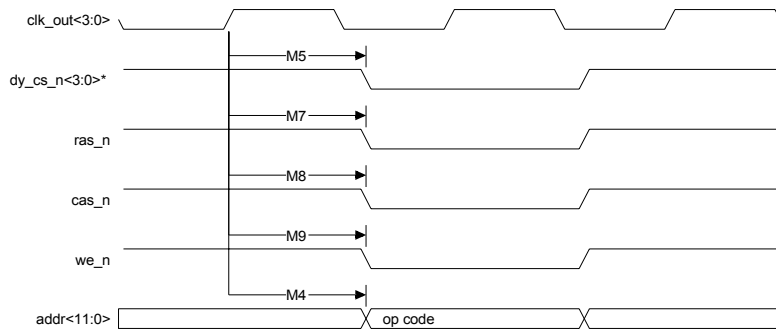 clk_out<3:0>
M5
dy_cs_n<3:0>*
M7
ras_n
M8
cas_n
M9
we_n
M4
addr<11:0>
op code